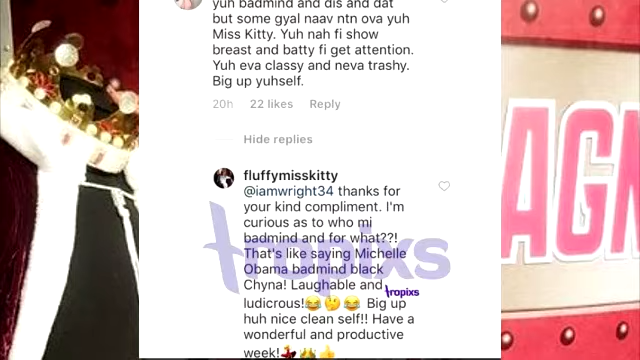 yuh badmind and dis and dat
but some gyal naav ntn ova yuh
Miss Kitty. Yuh nah fi show
breast and batty fi get attention.
Yuh eva classy and neva trashy.
Big up yuhself.
20h 22 likes Reply
Hide replies
fluffymisskitty
@iamwright34 thanks for
your kind compliment. I'm
curious as to who mi
badmind and for what??!
That's like saying Michelle
Obama badmind black
Chyna! Laughable and
ludicrous!😂🤔😂 Big up
huh nice clean self!! Have a
wonderful and productive
week!💃👑👍
tropixs
tropixs
AGN